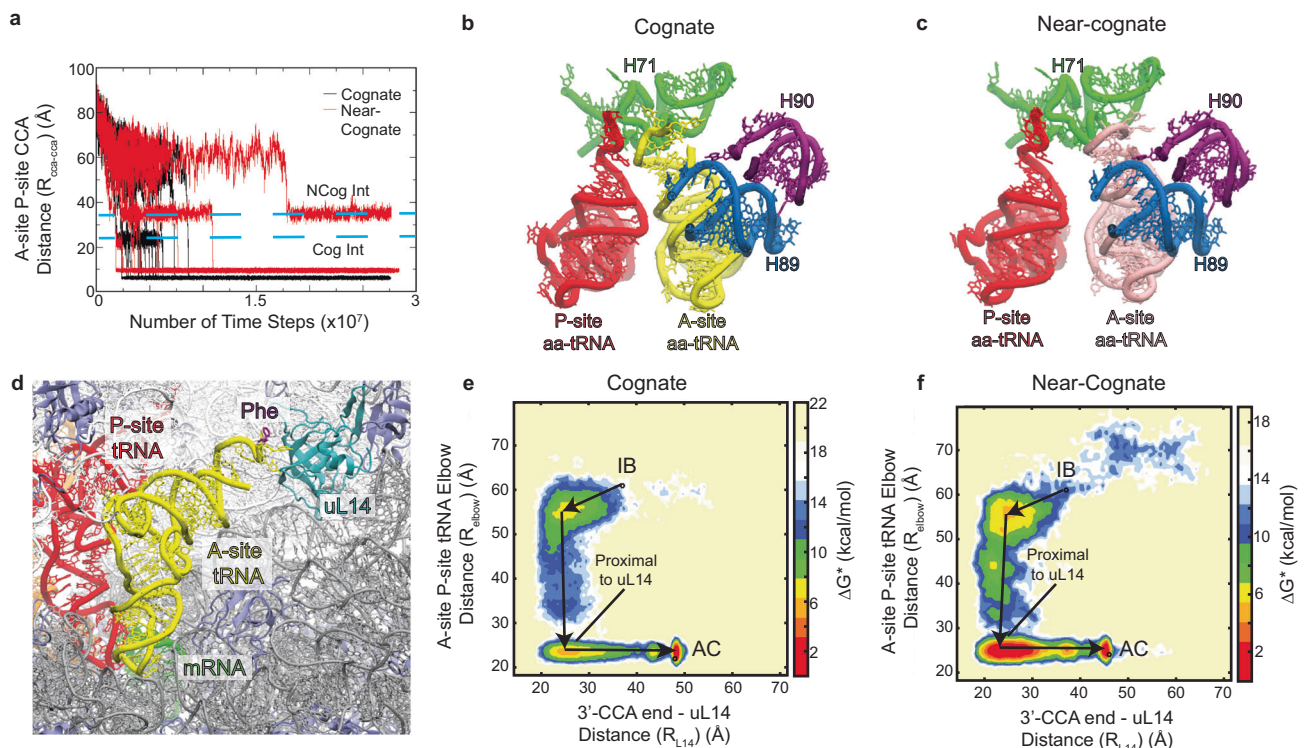 a
A-site P-site CCA
Distance (Rcca-cca) (Å)
100
80
60
40
20
0
Cognate
Near-
Cognate
NCog Int
Cog Int
0
1.5
3
Number of Time Steps (x10⁷)
b
Cognate
H71
H90
H89
P-site
aa-tRNA
A-site
aa-tRNA
c
Near-cognate
H71
H90
H89
P-site
aa-tRNA
A-site
aa-tRNA
d
P-site
tRNA
Phe
uL14
A-site
tRNA
mRNA
e
Cognate
A-site P-site tRNA Elbow
Distance (Relbow) (Å)
70
60
50
40
30
20
IB
Proximal
to uL14
AC
20 30 40 50 60 70
3'-CCA end - uL14
Distance (RL14) (Å)
22
18
14
10
6
2
ΔG* (kcal/mol)
f
Near-Cognate
A-site P-site tRNA Elbow
Distance (Relbow) (Å)
70
60
50
40
30
20
IB
Proximal
to uL14
AC
20 30 40 50 60 70
3'-CCA end - uL14
Distance (RL14) (Å)
18
14
10
6
2
ΔG* (kcal/mol)